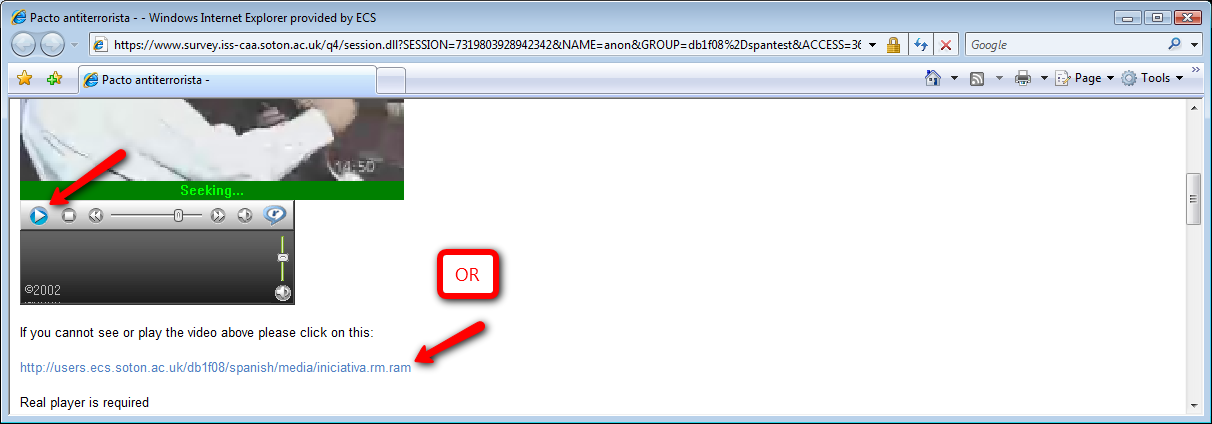 Pacto antiterrorista - - Windows Internet Explorer provided by ECS
https://www.survey.iss-caa.soton.ac.uk/q4/session.dll?SESSION=7319803928942342&NAME=anon&GROUP=db1f08%2Dspantest&ACCESS=36
Google
Pacto antiterrorista -
Page
Tools
14:50
Seeking...
©2002
OR
If you cannot see or play the video above please click on this:
http://users.ecs.soton.ac.uk/db1f08/spanish/media/iniciativa.rm.ram
Real player is required